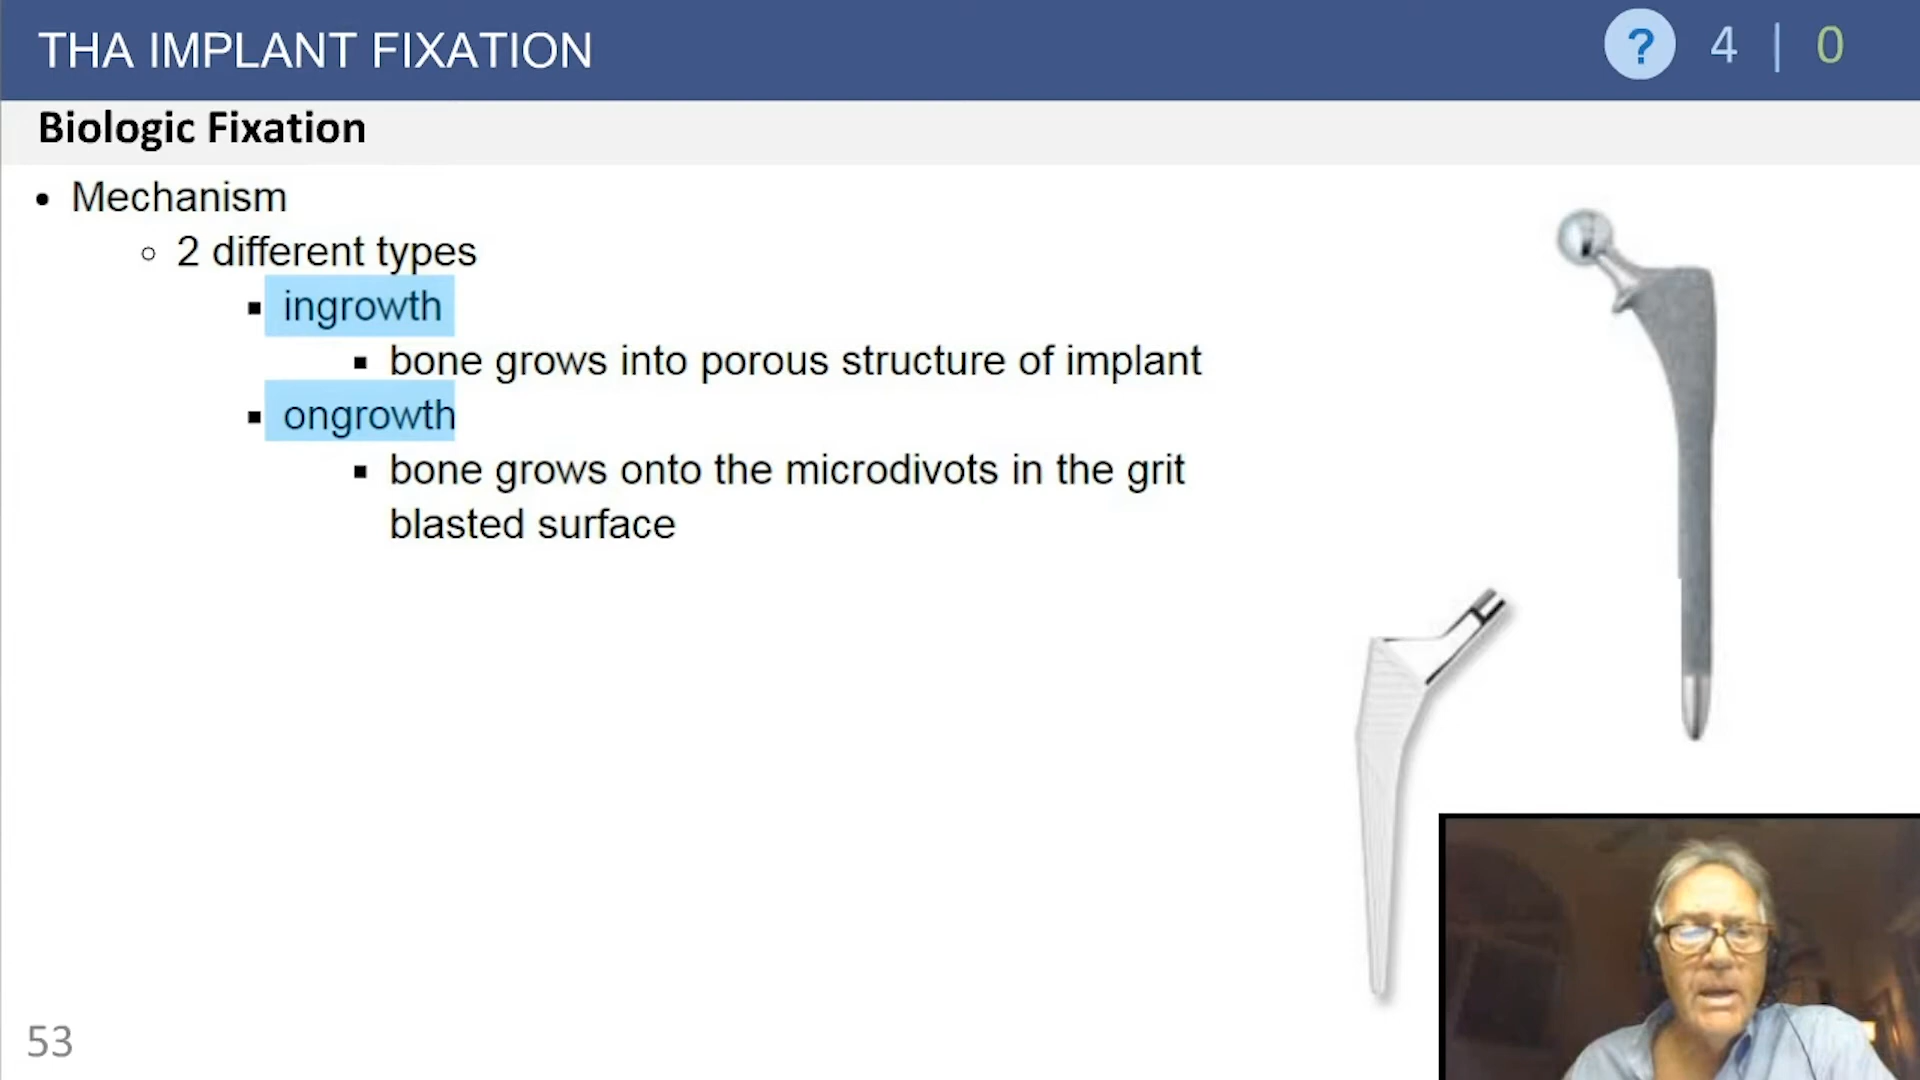 THA IMPLANT FIXATION
? 4 | 0
Biologic Fixation
• Mechanism
○ 2 different types
▪ ingrowth
▪ bone grows into porous structure of implant
▪ ongrowth
▪ bone grows onto the microdivots in the grit
blasted surface
53